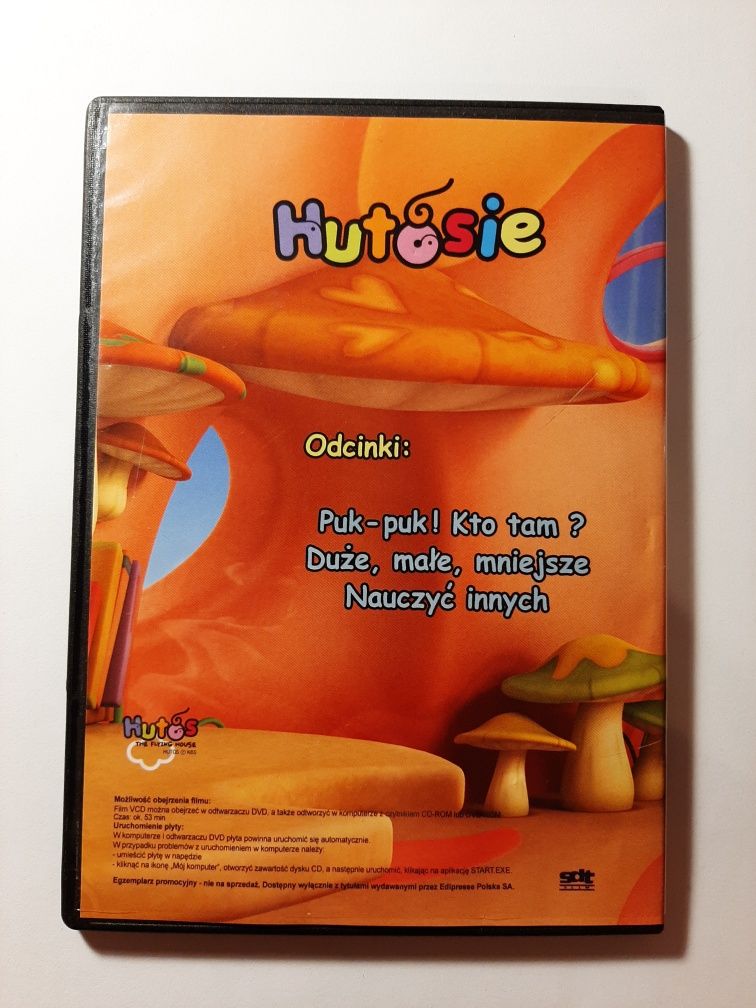 Hutosie
Odcinki:
Puk-puk! Kto tam ?
Duże, małe, mniejsze
Nauczyć innych
Hutos
THE FLYING HOUSE
HUTOS © KBS
Możliwość obejrzenia filmu:
Film VCD można obejrzeć w odtwarzaczu DVD, a także odtworzyć w komputerze z czytnikiem CD-ROM lub DVD-ROM
Czas: ok. 53 min
Uruchomienie płyty:
W komputerze i odtwarzaczu DVD płyta powinna uruchomić się automatycznie.
W przypadku problemów z uruchomieniem w komputerze należy:
- umieścić płytę w napędzie
- kliknąć na ikonę „Mój komputer", otworzyć zawartość dysku CD, a następnie uruchomić, klikając na aplikację START.EXE.
Egzemplarz promocyjny - nie na sprzedaż. Dostępny wyłącznie z tytułami wydawanymi przez Edipresse Polska SA.
sdt